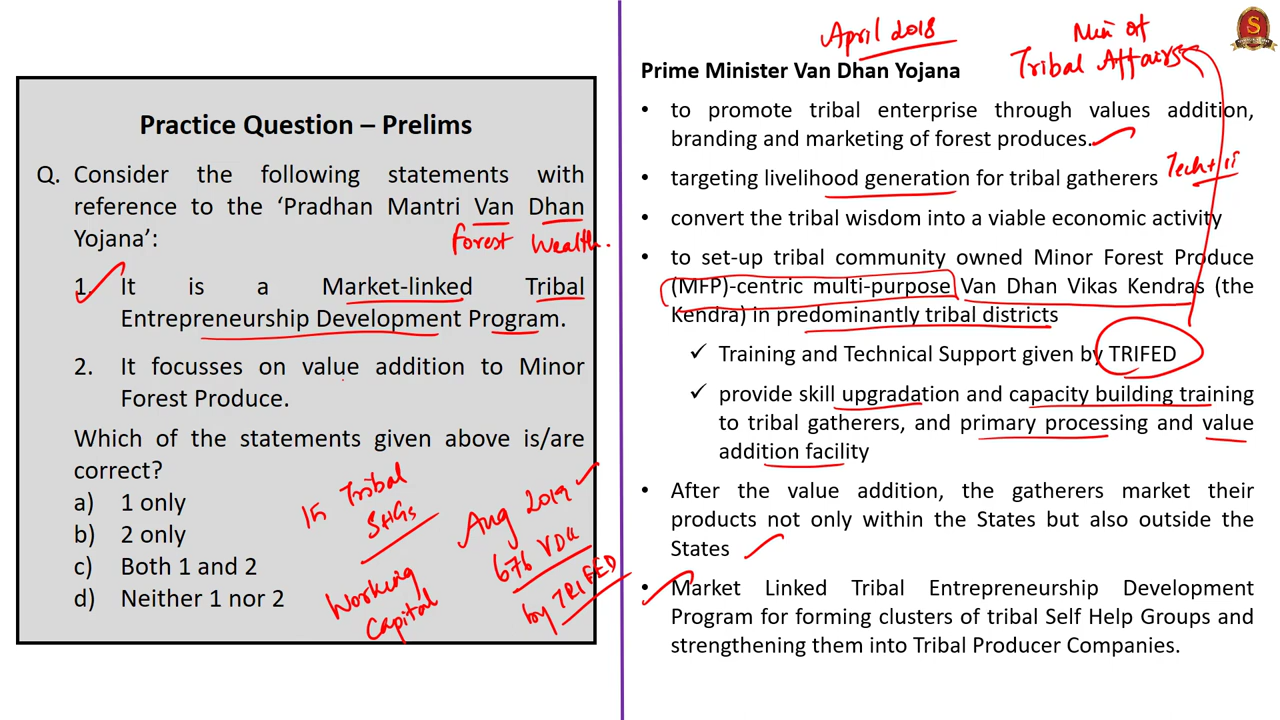 Practice Question – Prelims
Q. Consider the following statements with
reference to the ‘Pradhan Mantri Van Dhan
Yojana’:
forest wealth.
1. It is a Market-linked Tribal
Entrepreneurship Development Program.
2. It focusses on value addition to Minor
Forest Produce.
Which of the statements given above is/are
correct?
a) 1 only
b) 2 only
c) Both 1 and 2
d) Neither 1 nor 2
15 Tribal
SHGs
Working
Capital
Aug 2019
676 VDK
by TRIFED
April 2018
Min of
Tribal Affairs
S
Prime Minister Van Dhan Yojana
• to promote tribal enterprise through values addition,
branding and marketing of forest produces.
• targeting livelihood generation for tribal gatherers
Tech + IT
• convert the tribal wisdom into a viable economic activity
• to set-up tribal community owned Minor Forest Produce
(MFP)-centric multi-purpose Van Dhan Vikas Kendras (the
Kendra) in predominantly tribal districts
✓ Training and Technical Support given by TRIFED
✓ provide skill upgradation and capacity building training
to tribal gatherers, and primary processing and value
addition facility
• After the value addition, the gatherers market their
products not only within the States but also outside the
States
• Market Linked Tribal Entrepreneurship Development
Program for forming clusters of tribal Self Help Groups and
strengthening them into Tribal Producer Companies.